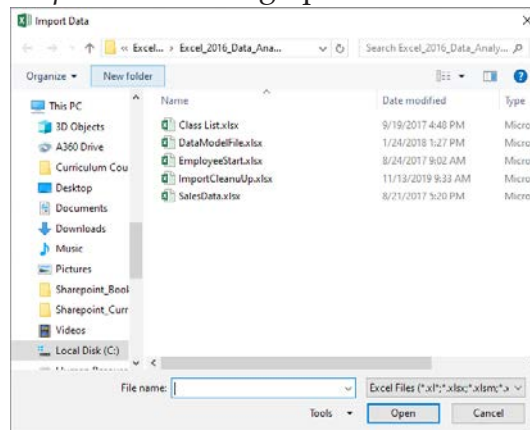 Import Data
« Excel... › Excel_2016_Data_Ana...
Search Excel_2016_Data_Analy...
Organize
New folder
Name Date modified Type
This PC
3D Objects
A360 Drive
Curriculum Cou
Desktop
Documents
Downloads
Music
Pictures
Sharepoint_Book
Sharepoint_Curr
Videos
Local Disk (C:)
Class List.xlsx 9/19/2017 4:48 PM Micro
DataModelFile.xlsx 1/24/2018 1:27 PM Micro
EmployeeStart.xlsx 8/24/2017 9:02 AM Micro
ImportCleanuUp.xlsx 11/13/2019 9:33 AM Micro
SalesData.xlsx 8/21/2017 5:20 PM Micro
File name:
Excel Files (*.xl*;*.xlsx;*.xlsm;*.x
Tools Open Cancel